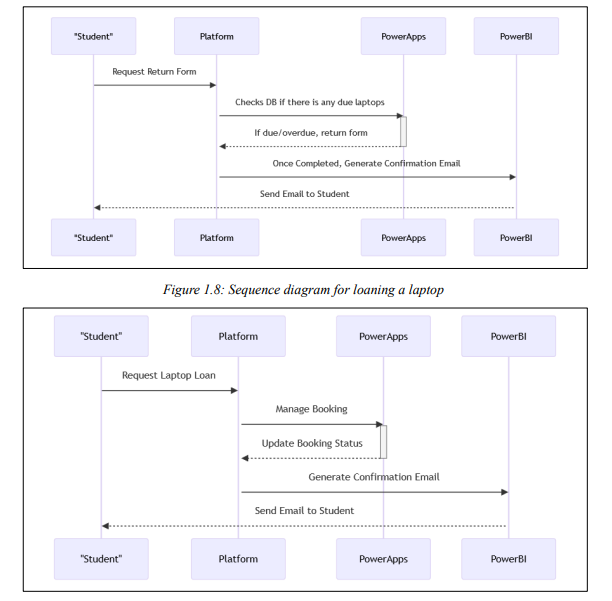 "Student" Platform PowerApps PowerBI
Request Return Form
Checks DB if there is any due laptops
If due/overdue, return form
Once Completed, Generate Confirmation Email
Send Email to Student
"Student" Platform PowerApps PowerBI
Figure 1.8: Sequence diagram for loaning a laptop
"Student" Platform PowerApps PowerBI
Request Laptop Loan
Manage Booking
Update Booking Status
Generate Confirmation Email
Send Email to Student
"Student" Platform PowerApps PowerBI